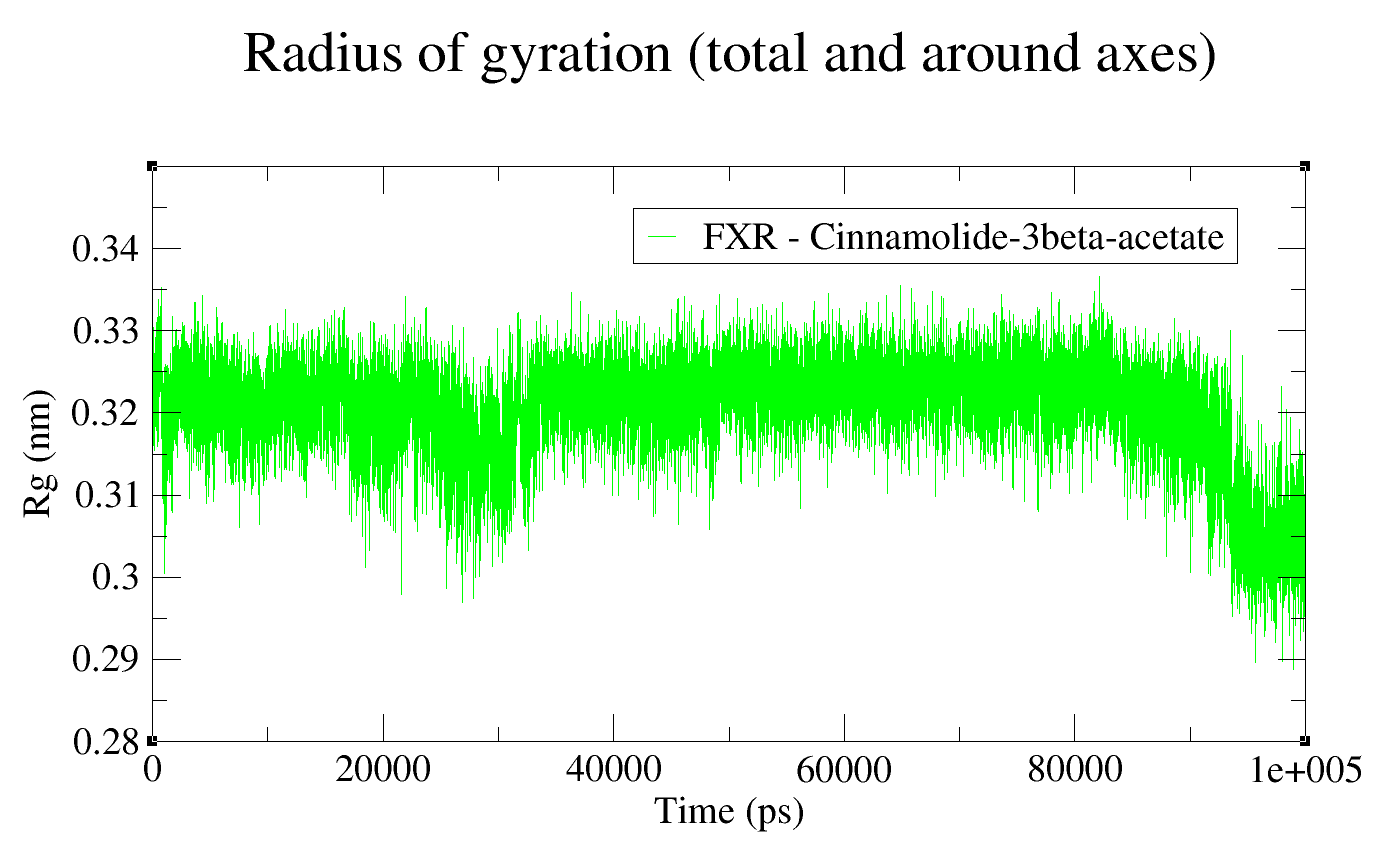 Radius of gyration (total and around axes)
FXR - Cinnamolide-3beta-acetate
0.34
0.33
0.32
0.31
0.3
0.29
0.28
Rg (nm)
0 20000 40000 60000 80000 1e+005
Time (ps)